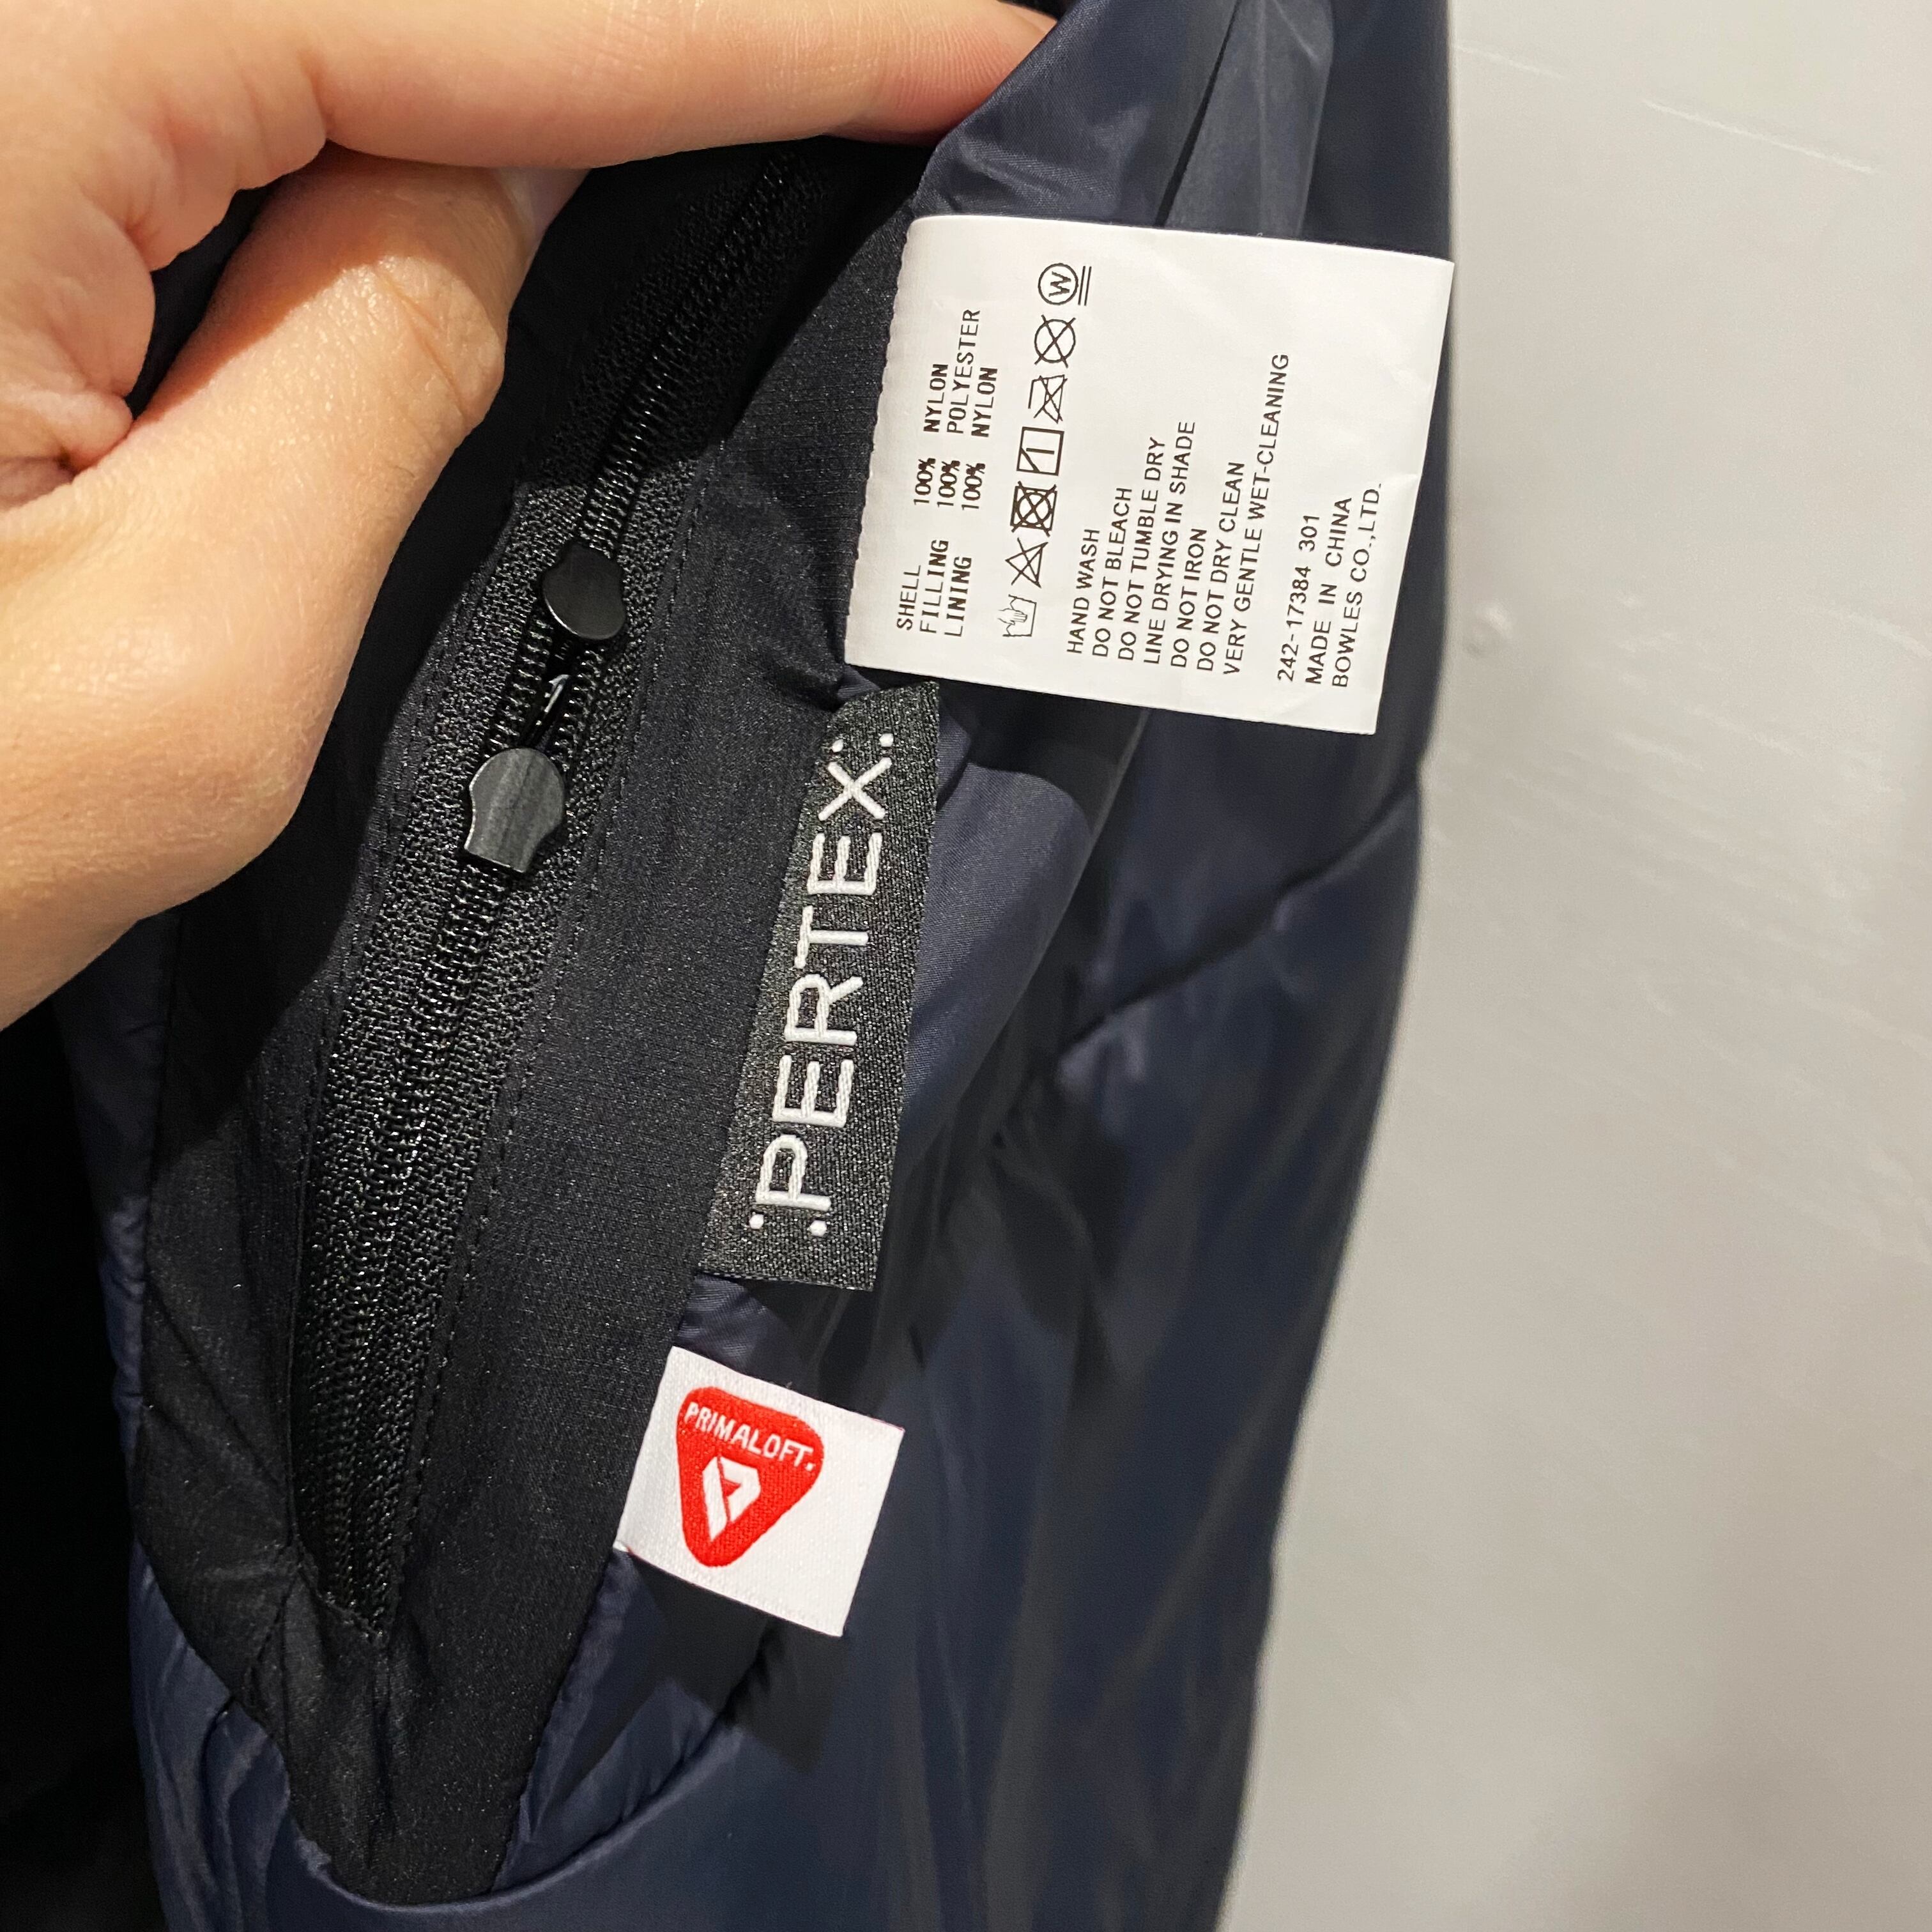 SHELL 100% NYLON
FILLING 100% POLYESTER
LINING 100% NYLON
W
HAND WASH
DO NOT BLEACH
DO NOT TUMBLE DRY
LINE DRYING IN SHADE
DO NOT IRON
DO NOT DRY CLEAN
VERY GENTLE WET-CLEANING
242-17384 301
MADE IN CHINA
BOWLES CO.,LTD.
PERTEX
PRIMALOFT.